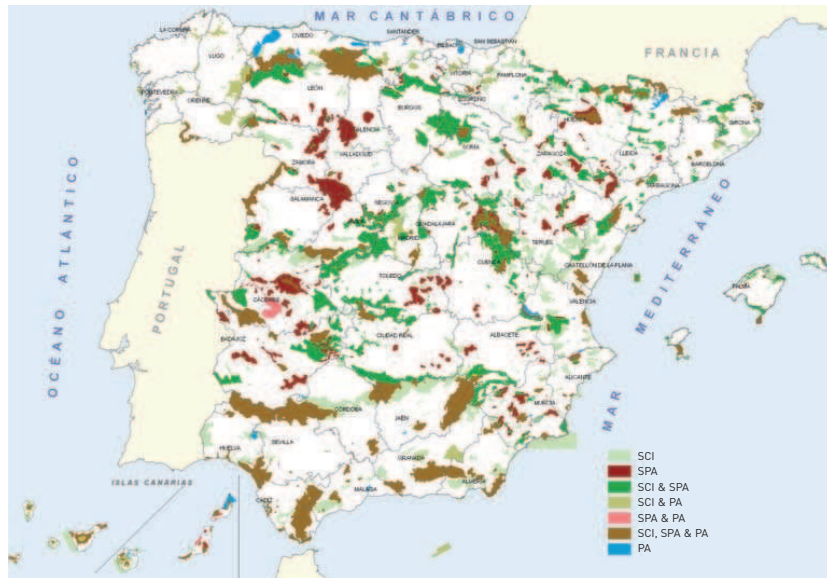 MAR CANTÁBRICO
LA CORUÑA
OVIEDO
SANTANDER
BILBAO
SAN SEBASTIÁN
FRANCIA
LUGO
VITORIA
PAMPLONA
PONTEVEDRA
ORENSE
LEÓN
BURGOS
LOGROÑO
HUESCA
GIRONA
PALENCIA
VALLADOLID
SORIA
ZARAGOZA
LLEIDA
BARCELONA
ZAMORA
TARRAGONA
SALAMANCA
SEGOVIA
GUADALAJARA
MADRID
TERUEL
CUENCA
CASTELLÓN DE LA PLANA
TOLEDO
PALMA
CÁCERES
VALENCIA
BADAJOZ
CIUDAD REAL
ALBACETE
ALICANTE
MURCIA
CÓRDOBA
JAÉN
HUELVA
SEVILLA
GRANADA
ALMERÍA
MÁLAGA
CÁDIZ
OCÉANO ATLÁNTICO
PORTUGAL
MAR MEDITERRÁNEO
ISLAS CANARIAS
SCI
SPA
SCI & SPA
SCI & PA
SPA & PA
SCI, SPA & PA
PA